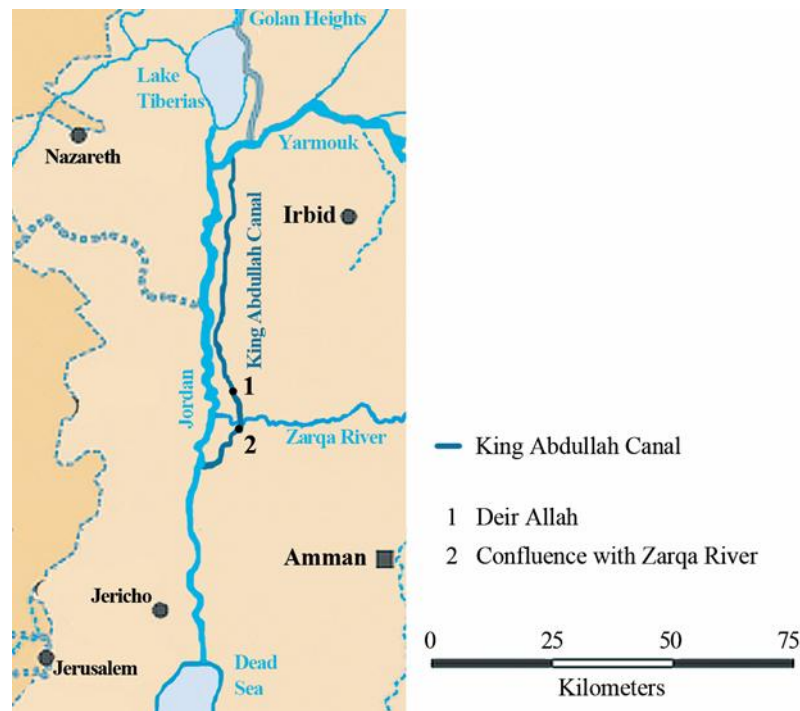 Golan Heights
Lake
Tiberias
Nazareth
Yarmouk
Irbid
King Abdullah Canal
Jordan
1
2
Zarqa River
King Abdullah Canal
1 Deir Allah
2 Confluence with Zarqa River
Amman
Jericho
Jerusalem
Dead
Sea
0 25 50 75
Kilometers